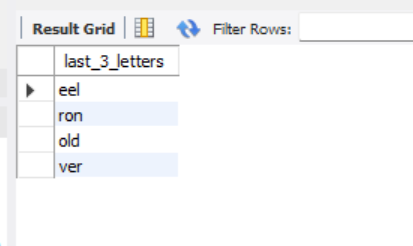 Result Grid Filter Rows:
last_3_letters
eel
ron
old
ver